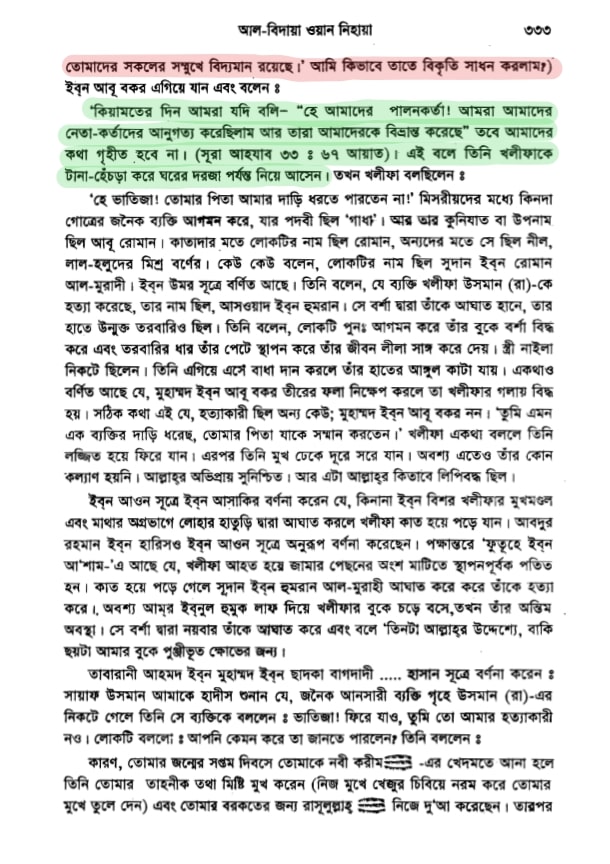 আল-বিদায়া ওয়ান নিহায়া ৩৩৩
তোমাদের সকলের সম্মুখে বিদ্যমান রয়েছে।' আমি কিভাবে তাতে বিকৃতি সাধন করলাম?)
ইব্‌ন আবূ বকর এগিয়ে যান এবং বলেন ঃ
'কিয়ামতের দিন আমরা যদি বলি– “হে আমাদের পালনকর্তা! আমরা আমাদের
নেতা-কর্তাদের আনুগত্য করেছিলাম আর তারা আমাদেরকে বিভ্রান্ত করেছে” তবে আমাদের
কথা গৃহীত হবে না। (সূরা আহযাব ৩৩ ঃ ৬৭ আয়াত)। এই বলে তিনি খলীফাকে
টানা-হেঁচড়া করে ঘরের দরজা পর্যন্ত নিয়ে আসেন। তখন খলীফা বলছিলেন ঃ
'হে ভাতিজা! তোমার পিতা আমার দাড়ি ধরতে পারতেন না!' মিসরীয়দের মধ্যে কিনদা
গোত্রের জনৈক ব্যক্তি আগমন করে, যার পদবী ছিল 'গাধা'। আর তার কুনিয়াত বা উপনাম
ছিল আবূ রোমান। কাতাদার মতে লোকটির নাম ছিল রোমান, অন্যদের মতে সে ছিল নীল,
লাল-হলুদের মিশ্র বর্ণের। কেউ কেউ বলেন, লোকটির নাম ছিল সুদান ইব্‌ন রোমান
আল-মুরাদী। ইব্‌ন উমর সূত্রে বর্ণিত আছে। তিনি বলেন, যে ব্যক্তি খলীফা উসমান (রা)-কে
হত্যা করেছে, তার নাম ছিল, আসওয়াদ ইব্‌ন হুমরান। সে বর্শা দ্বারা তাঁকে আঘাত হানে, তার
হাতে উন্মুক্ত তরবারিও ছিল। তিনি বলেন, লোকটি পুনঃ আগমন করে তাঁর বুকে বর্শা বিদ্ধ
করে এবং তরবারির ধার তাঁর পেটে স্থাপন করে তাঁর জীবন লীলা সাঙ্গ করে দেয়। স্ত্রী নাইলা
নিকটে ছিলেন। তিনি এগিয়ে এসে বাধা দান করলে তাঁর হাতের আঙ্গুল কাটা যায়। একথাও
বর্ণিত আছে যে, মুহাম্মদ ইব্‌ন আবূ বকর তীরের ফলা নিক্ষেপ করলে তা খলীফার গলায় বিদ্ধ
হয়। সঠিক কথা এই যে, হত্যাকারী ছিল অন্য কেউ; মুহাম্মদ ইব্‌ন আবূ বকর নন। 'তুমি এমন
এক ব্যক্তির দাড়ি ধরেছ, তোমার পিতা যাকে সম্মান করতেন।' খলীফা একথা বললে তিনি
লজ্জিত হয়ে ফিরে যান। এরপর তিনি মুখ ঢেকে দূরে সরে যান। অবশ্য এতেও তাঁর কোন
কল্যাণ হয়নি। আল্লাহ্‌র অভিপ্রায় সুনিশ্চিত। আর এটা আল্লাহ্‌র কিতাবে লিপিবদ্ধ ছিল।
ইব্‌ন আওন সূত্রে ইব্‌ন আসাকির বর্ণনা করেন যে, কিনানা ইব্‌ন বিশর খলীফার মুখমণ্ডল
এবং মাথার অগ্রভাগে লোহার হাতুড়ি দ্বারা আঘাত করলে খলীফা কাত হয়ে পড়ে যান। আবদুর
রহমান ইব্‌ন হারিসও ইব্‌ন আওন সূত্রে অনুরূপ বর্ণনা করেছেন। পক্ষান্তরে 'ফুতূহে ইব্‌ন
আ'শাম-'এ আছে যে, খলীফা আহত হয়ে জামার পেছনের অংশ মাটিতে স্থাপনপূর্বক পতিত
হন। কাত হয়ে পড়ে গেলে সূদান ইব্‌ন হুমরান আল-মুরাহী আঘাত করে করে তাঁকে হত্যা
করে।, অবশ্য আম্‌র ইব্‌নুল হুমুক লাফ দিয়ে খলীফার বুকে চড়ে বসে,তখন তাঁর অন্তিম
অবস্থা। সে বর্শা দ্বারা নয়বার তাঁকে আঘাত করে এবং বলে 'তিনটা আল্লাহ্‌র উদ্দেশ্যে, বাকি
ছয়টা আমার বুকে পুঞ্জীভূত ক্ষোভের জন্য।
তাবারানী আহমদ ইব্‌ন মুহাম্মদ ইব্‌ন ছাদকা বাগদাদী ..... হাসান সূত্রে বর্ণনা করেন ঃ
সায়াফ উসমান আমাকে হাদীস শুনান যে, জনৈক আনসারী ব্যক্তি গৃহে উসমান (রা)-এর
নিকটে গেলে তিনি সে ব্যক্তিকে বললেন ঃ ভাতিজা! ফিরে যাও, তুমি তো আমার হত্যাকারী
নও। লোকটি বললো ঃ আপনি কেমন করে তা জানতে পারলেন? তিনি বললেন ঃ
কারণ, তোমার জন্মের সপ্তম দিবসে তোমাকে নবী করীম -এর খেদমতে আনা হলে
তিনি তোমার তাহনীক তথা মিষ্টি মুখ করেন (নিজ মুখে খেজুর চিবিয়ে নরম করে তোমার
মুখে তুলে দেন) এবং তোমার বরকতের জন্য রাসূলুল্লাহ্ নিজে দু'আ করেছেন। তারপর